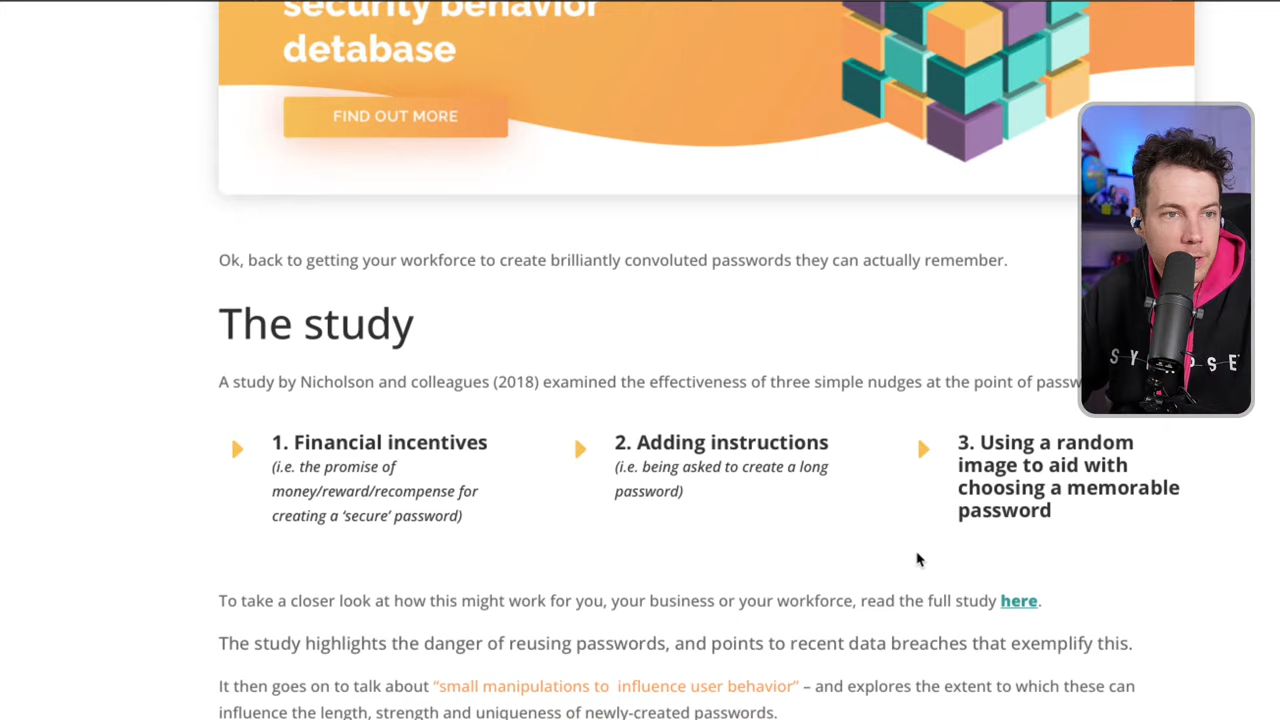 security behavior
detabase
FIND OUT MORE
Ok, back to getting your workforce to create brilliantly convoluted passwords they can actually remember.
The study
A study by Nicholson and colleagues (2018) examined the effectiveness of three simple nudges at the point of
1. Financial incentives
(i.e. the promise of
money/reward/recompense for
creating a ‘secure’ password)
2. Adding instructions
(i.e. being asked to create a long
password)
3. Using a random
image to aid with
choosing a memorable
password
To take a closer look at how this might work for you, your business or your workforce, read the full study here.
The study highlights the danger of reusing passwords, and points to recent data breaches that exemplify this.
It then goes on to talk about “small manipulations to influence user behavior” – and explores the extent to which these can
influence the length, strength and uniqueness of newly-created passwords.